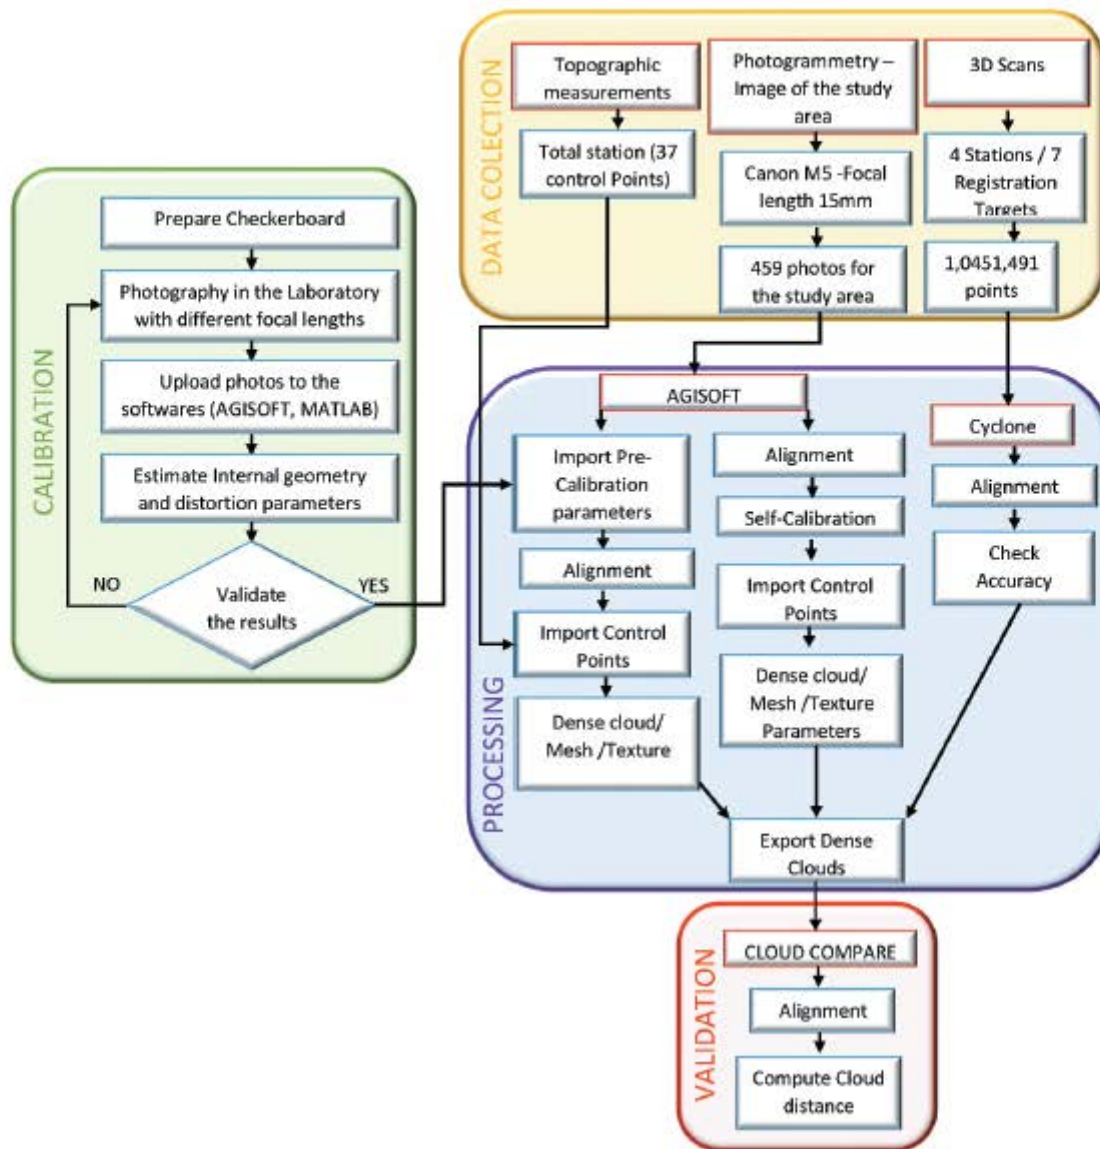 DATA COLECTION
Topographic
measurements
Total station (37
control Points)
Photogrammetry –
Image of the study
area
Canon M5 -Focal
length 15mm
459 photos for
the study area
3D Scans
4 Stations / 7
Registration
Targets
1,0451,491
points
CALIBRATION
Prepare Checkerboard
Photography in the Laboratory
with different focal lengths
Upload photos to the
softwares (AGISOFT, MATLAB)
Estimate Internal geometry
and distortion parameters
NO
Validate
the results
YES
PROCESSING
AGISOFT
Import Pre-
Calibration
parameters
Alignment
Import Control
Points
Dense cloud/
Mesh /Texture
Alignment
Self-Calibration
Import Control
Points
Dense cloud/
Mesh /Texture
Parameters
Cyclone
Alignment
Check
Accuracy
Export Dense
Clouds
VALIDATION
CLOUD COMPARE
Alignment
Compute Cloud
distance